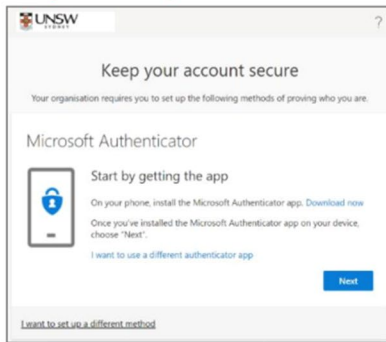 UNSW
SYDNEY
?
Keep your account secure
Your organisation requires you to set up the following methods of proving who you are.
Microsoft Authenticator
Start by getting the app
On your phone, install the Microsoft Authenticator app. Download now
Once you've installed the Microsoft Authenticator app on your device,
choose "Next".
I want to use a different authenticator app
Next
I want to set up a different method